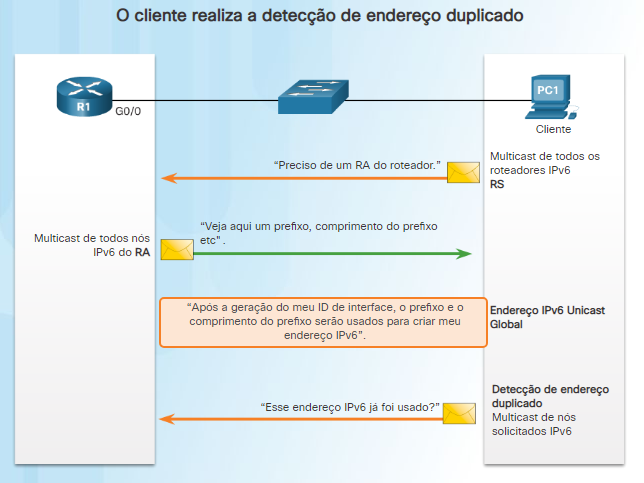 O cliente realiza a detecção de endereço duplicado
R1
G0/0
PC1
Cliente
"Preciso de um RA do roteador."
Multicast de todos os
roteadores IPv6
RS
Multicast de todos nós
IPv6 do RA
"Veja aqui um prefixo, comprimento do prefixo
etc".
"Após a geração do meu ID de interface, o prefixo e o
comprimento do prefixo serão usados para criar meu
endereço IPv6".
Endereço IPv6 Unicast
Global
"Esse endereço IPv6 já foi usado?"
Detecção de endereço
duplicado
Multicast de nós
solicitados IPv6